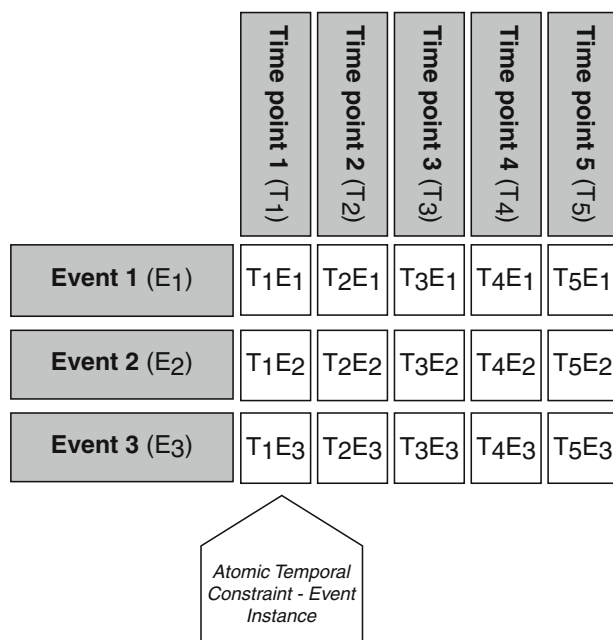 Time point 1 (T1)
Time point 2 (T2)
Time point 3 (T3)
Time point 4 (T4)
Time point 5 (T5)
Event 1 (E1) T1E1 T2E1 T3E1 T4E1 T5E1
Event 2 (E2) T1E2 T2E2 T3E2 T4E2 T5E2
Event 3 (E3) T1E3 T2E3 T3E3 T4E3 T5E3
Atomic Temporal
Constraint - Event
Instance